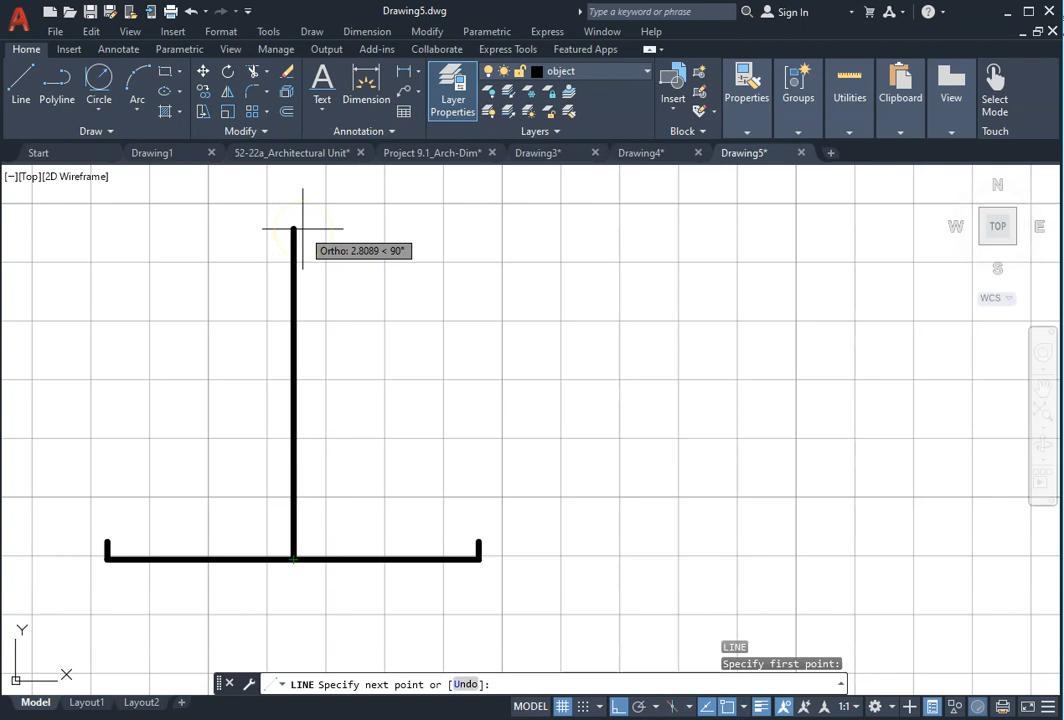 Drawing5.dwg
Type a keyword or phrase
Sign In
File Edit View Insert Format Tools Draw Dimension Modify Parametric Express Window Help
Home Insert Annotate Parametric View Manage Output Add-ins Collaborate Express Tools Featured Apps
Line Polyline Circle Arc
Text Dimension
Layer Properties
object
Insert
Properties Groups Utilities Clipboard View
Select Mode
Draw Modify Annotation Layers Block Touch
Start Drawing1 52-22a_Architectural Unit* Project 9.1_Arch-Dim* Drawing3* Drawing4* Drawing5*
[−][Top][2D Wireframe]
N
W TOP E
S
WCS
Ortho: 2.8089 < 90°
Y
X
LINE
Specify first point:
LINE Specify next point or [Undo]:
Model Layout1 Layout2
MODEL
1:1